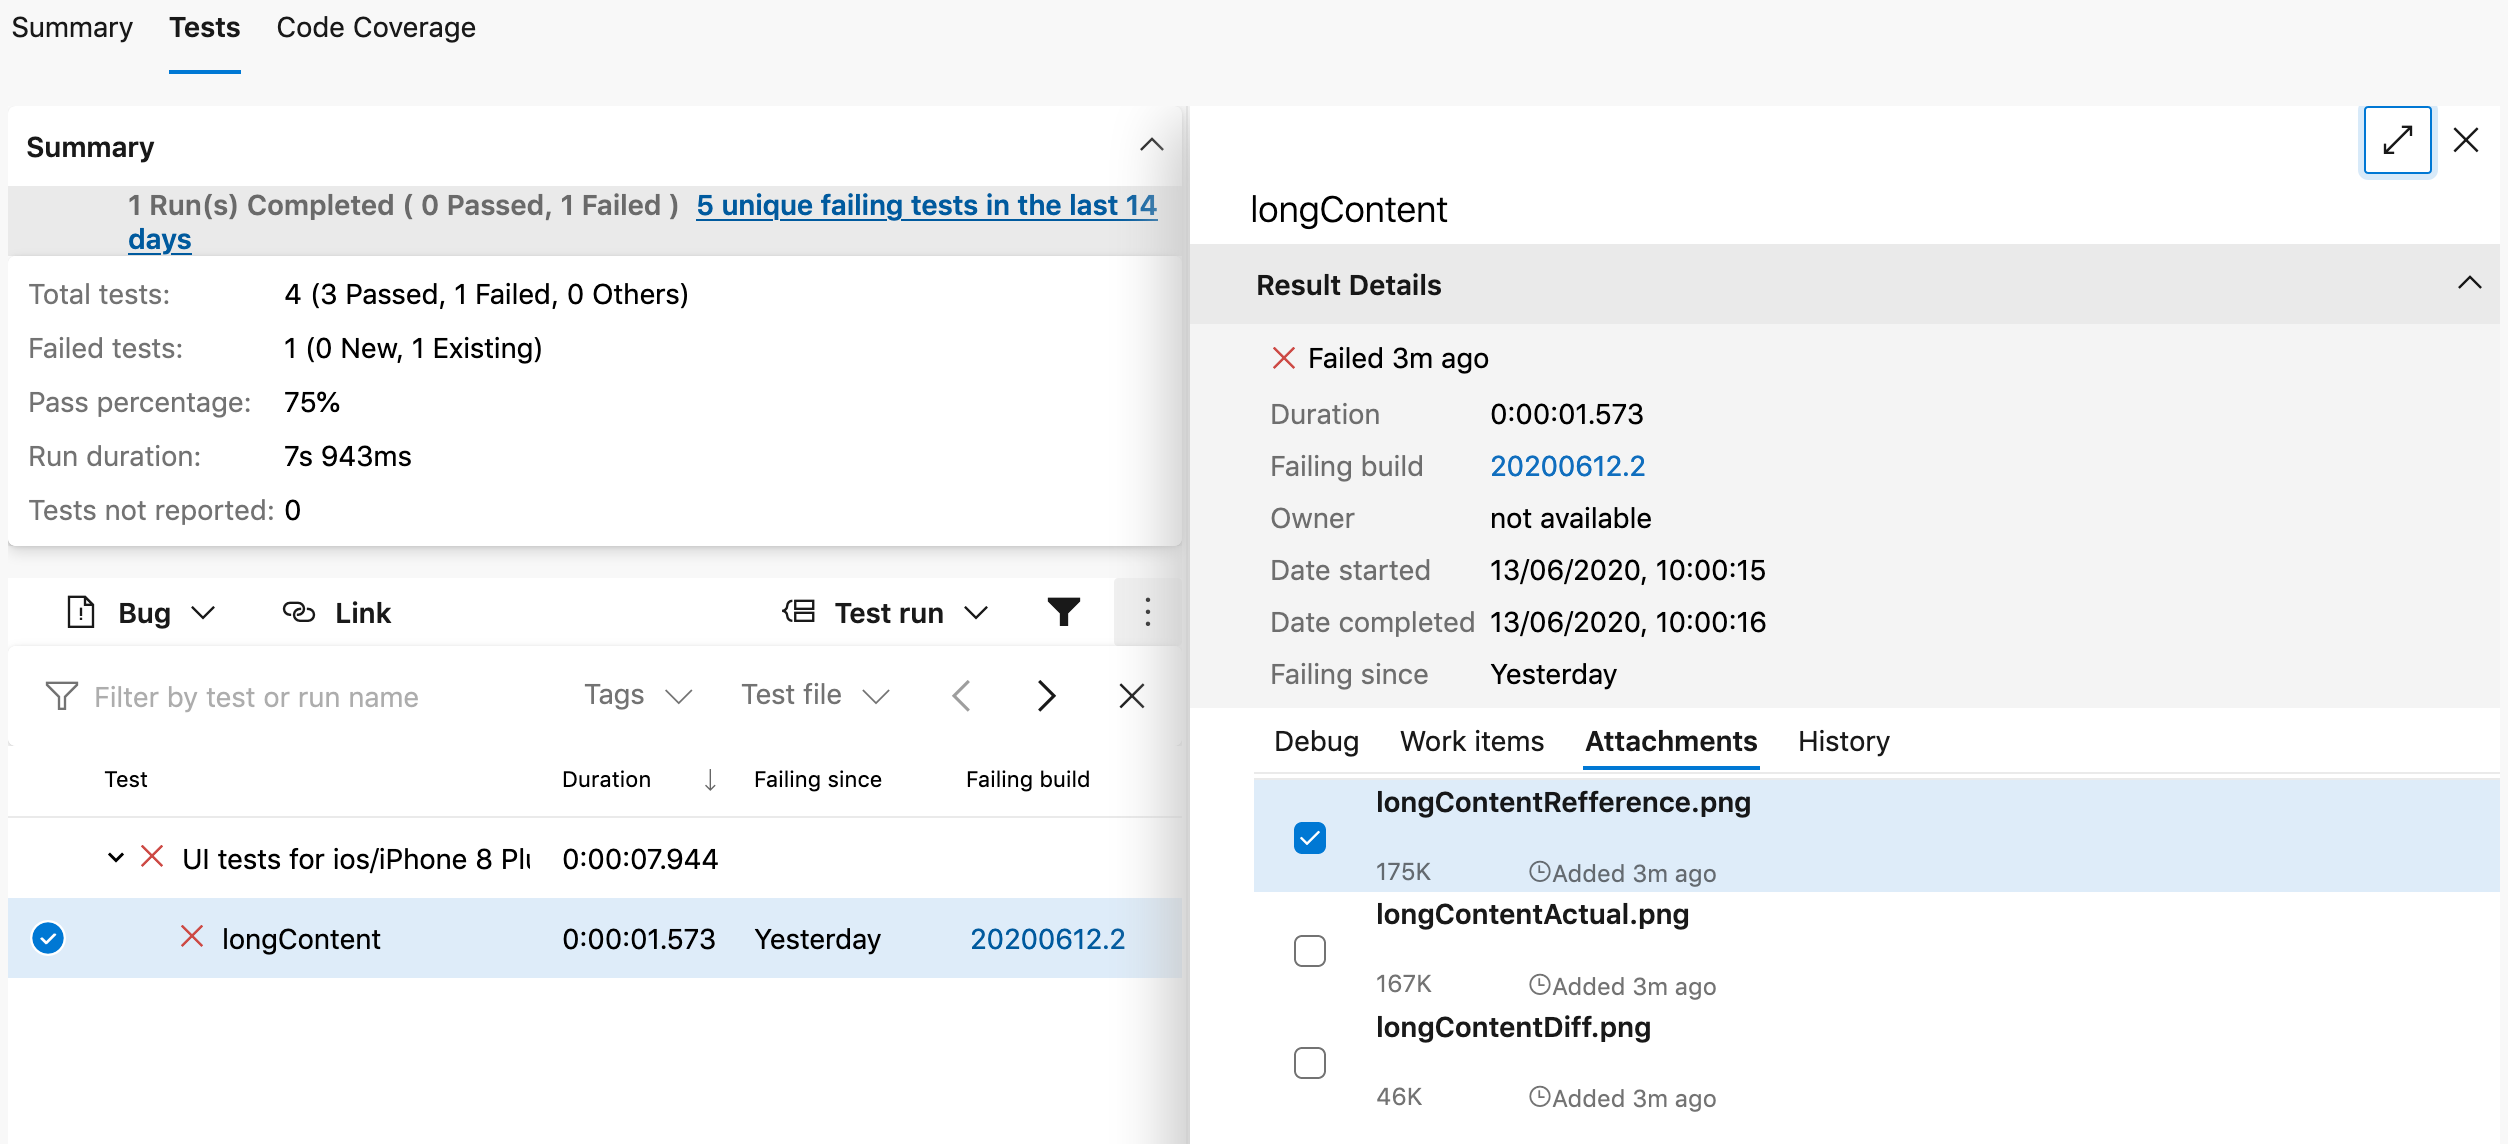 Summary Tests Code Coverage
Summary
1 Run(s) Completed ( 0 Passed, 1 Failed ) 5 unique failing tests in the last 14
days
Total tests: 4 (3 Passed, 1 Failed, 0 Others)
Failed tests: 1 (0 New, 1 Existing)
Pass percentage: 75%
Run duration: 7s 943ms
Tests not reported: 0
Bug Link Test run
Filter by test or run name Tags Test file
Test Duration Failing since Failing build
UI tests for ios/iPhone 8 Plu 0:00:07.944
longContent 0:00:01.573 Yesterday 20200612.2
longContent
Result Details
Failed 3m ago
Duration 0:00:01.573
Failing build 20200612.2
Owner not available
Date started 13/06/2020, 10:00:15
Date completed 13/06/2020, 10:00:16
Failing since Yesterday
Debug Work items Attachments History
longContentRefference.png
175K Added 3m ago
longContentActual.png
167K Added 3m ago
longContentDiff.png
46K Added 3m ago